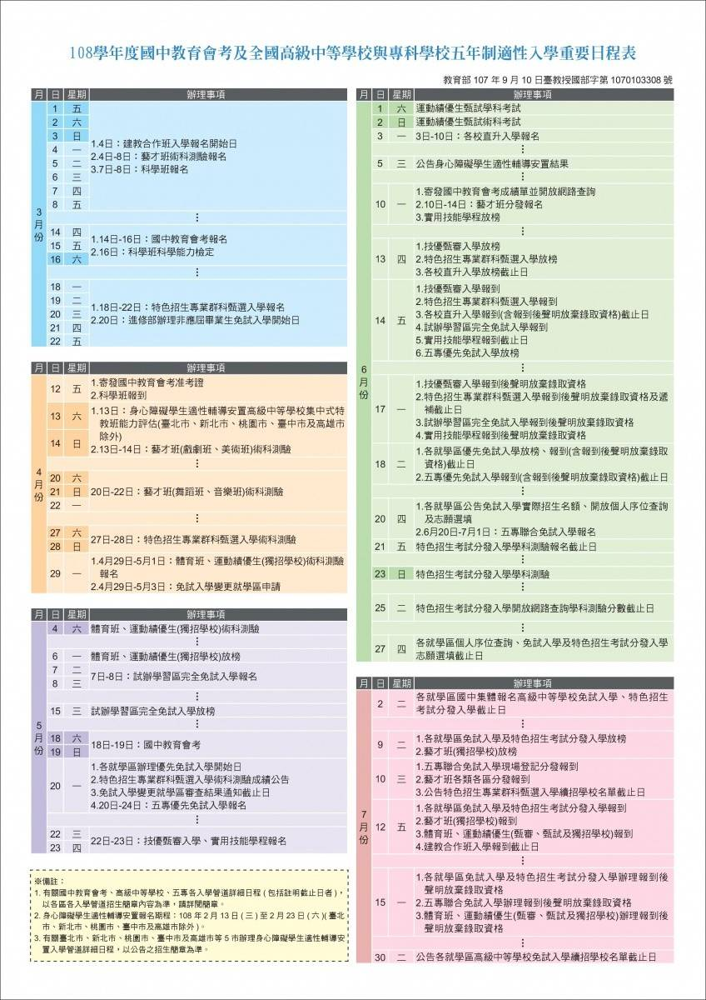 108學年度國中教育會考及全國高級中等學校與專科學校五年制適性入學重要日程表
教育部 107 年 9 月 10 日臺教授國部字第 1070103308 號
月 日 星期 辦理事項
3月份
1 五
2 六
3 日
4 一
5 二
6 三
7 四
8 五
1.4日：建教合作班入學報名開始日
2.4日-8日：藝才班術科測驗報名
3.7日-8日：科學班報名
⋮
14 四
15 五
16 六
1.14日-16日：國中教育會考報名
2.16日：科學班科學能力檢定
⋮
18 一
19 二
20 三
21 四
22 五
1.18日-22日：特色招生專業群科甄選入學報名
2.20日：進修部辦理非應屆畢業生免試入學開始日
月 日 星期 辦理事項
4月份
12 五
1.寄發國中教育會考准考證
2.科學班報到
13 六
14 日
1.13日：身心障礙學生適性輔導安置高級中等學校集中式特
教班能力評估(臺北市、新北市、桃園市、臺中市及高雄市
除外)
2.13日-14日：藝才班(戲劇班、美術班)術科測驗
⋮
20 六
21 日
22 一
20日-22日：藝才班(舞蹈班、音樂班)術科測驗
⋮
27 六
28 日
27日-28日：特色招生專業群科甄選入學術科測驗
29 一
1.4月29日-5月1日：體育班、運動績優生(獨招學校)術科測驗
報名
2.4月29日-5月3日：免試入學變更就學區申請
月 日 星期 辦理事項
5月份
4 六 體育班、運動績優生(獨招學校)術科測驗
⋮
6 一 體育班、運動績優生(獨招學校)放榜
7 二
8 三
7日-8日：試辦學習區完全免試入學報名
⋮
15 三 試辦學習區完全免試入學放榜
⋮
18 六
19 日
18日-19日：國中教育會考
20 一
1.各就學區辦理優先免試入學開始日
2.特色招生專業群科甄選入學術科測驗成績公告
3.免試入學變更就學區審查結果通知截止日
4.20日-24日：五專優先免試入學報名
⋮
22 三
23 四
22日-23日：技優甄審入學、實用技能學程報名
※備註：
1. 有關國中教育會考、高級中等學校、五專各入學管道詳細日程 ( 包括註明截止日者 )，
以各區各入學管道招生簡章內容為準，請詳閱簡章。
2. 身心障礙學生適性輔導安置報名期程：108 年 2 月 13 日 ( 三 ) 至 2 月 23 日 ( 六 )( 臺北
市、新北市、桃園市、臺中市及高雄市除外 )。
3. 有關臺北市、新北市、桃園市、臺中市及高雄市等 5 市辦理身心障礙學生適性輔導安
置入學管道詳細日程，以公告之招生簡章為準。
月 日 星期 辦理事項
6月份
1 六 運動績優生甄試學科考試
2 日 運動績優生甄試術科考試
3 一 3日-10日：各校直升入學報名
⋮
5 三 公告身心障礙學生適性輔導安置結果
⋮
10 一
1.寄發國中教育會考成績單並開放網路查詢
2.10日-14日：藝才班分發報名
3.實用技能學程放榜
⋮
13 四
1.技優甄審入學放榜
2.特色招生專業群科甄選入學放榜
3.各校直升入學放榜截止日
14 五
1.技優甄審入學報到
2.特色招生專業群科甄選入學報到
3.各校直升入學報到(含報到後聲明放棄錄取資格)截止日
4.試辦學習區完全免試入學報到
5.實用技能學程報到截止日
6.五專優先免試入學放榜
⋮
17 一
1.技優甄審入學報到後聲明放棄錄取資格
2.特色招生專業群科甄選入學報到後聲明放棄錄取資格及遞
補截止日
3.試辦學習區完全免試入學報到後聲明放棄錄取資格
4.實用技能學程報到後聲明放棄錄取資格
18 二
1.各就學區優先免試入學放榜、報到(含報到後聲明放棄錄取
資格)截止日
2.五專優先免試入學報到(含報到後聲明放棄錄取資格)截止日
⋮
20 四
1.各就學區公告免試入學實際招生名額、開放個人序位查詢
及志願選填
2.6月20日-7月1日：五專聯合免試入學報名
21 五 特色招生考試分發入學學科測驗報名截止日
⋮
23 日 特色招生考試分發入學學科測驗
⋮
25 二 特色招生考試分發入學開放網路查詢學科測驗分數截止日
⋮
27 四
各就學區個人序位查詢、免試入學及特色招生考試分發入學
志願選填截止日
月 日 星期 辦理事項
7月份
2 二
各就學區國中集體報名高級中等學校免試入學、特色招生
考試分發入學截止日
⋮
9 二
1.各就學區免試入學及特色招生考試分發入學放榜
2.藝才班(獨招學校)放榜
10 三
1.五專聯合免試入學現場登記分發報到
2.藝才班各類各區分發報到
3.公告特色招生專業群科甄選入學續招學校名單截止日
12 五
1.各就學區免試入學及特色招生考試分發入學報到
2.藝才班(獨招學校)報到
3.體育班、運動績優生(甄審、甄試及獨招學校)報到
4.建教合作班入學報到截止日
⋮
15 一
1.各就學區免試入學及特色招生考試分發入學辦理報到後
聲明放棄錄取資格
2.五專聯合免試入學辦理報到後聲明放棄錄取資格
3.體育班、運動績優生(甄審、甄試及獨招學校)辦理報到後
聲明放棄錄取資格
⋮
30 二 公告各就學區高級中等學校免試入學續招學校名單截止日